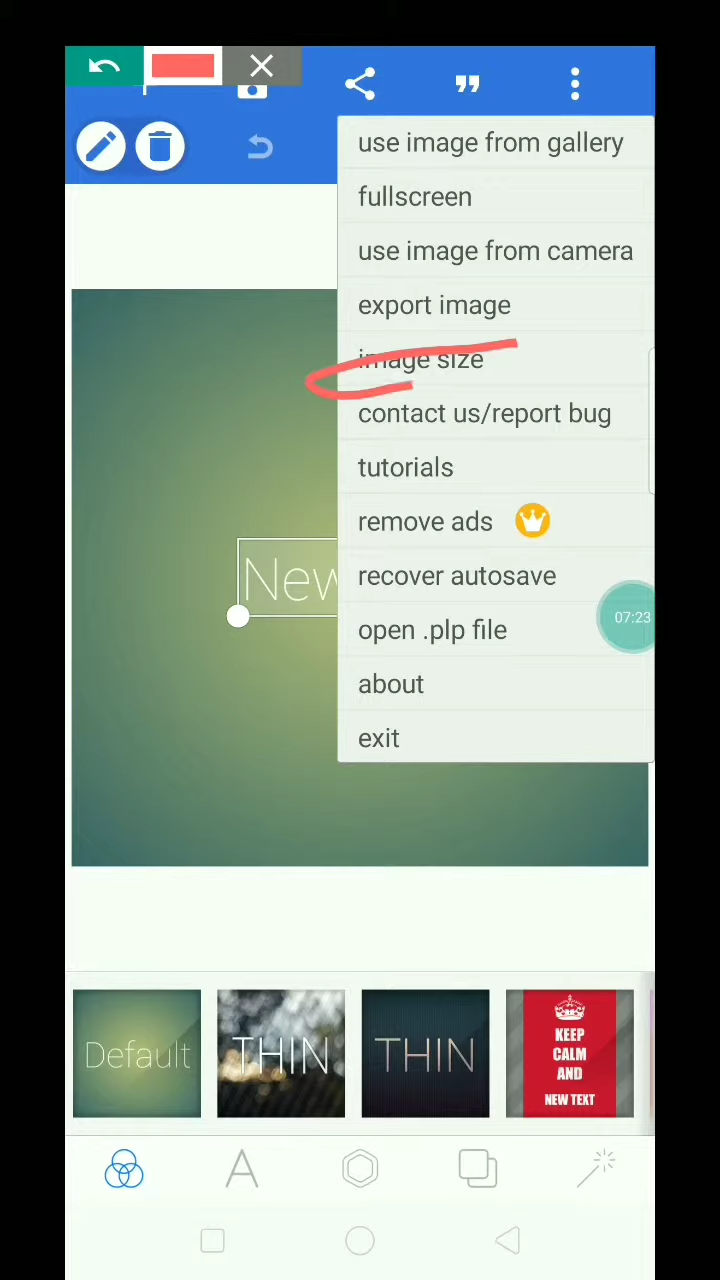 use image from gallery
fullscreen
use image from camera
export image
image size
contact us/report bug
tutorials
remove ads
recover autosave
open .plp file
about
exit
New
07:23
Default
THIN
THIN
KEEP
CALM
AND
NEW TEXT